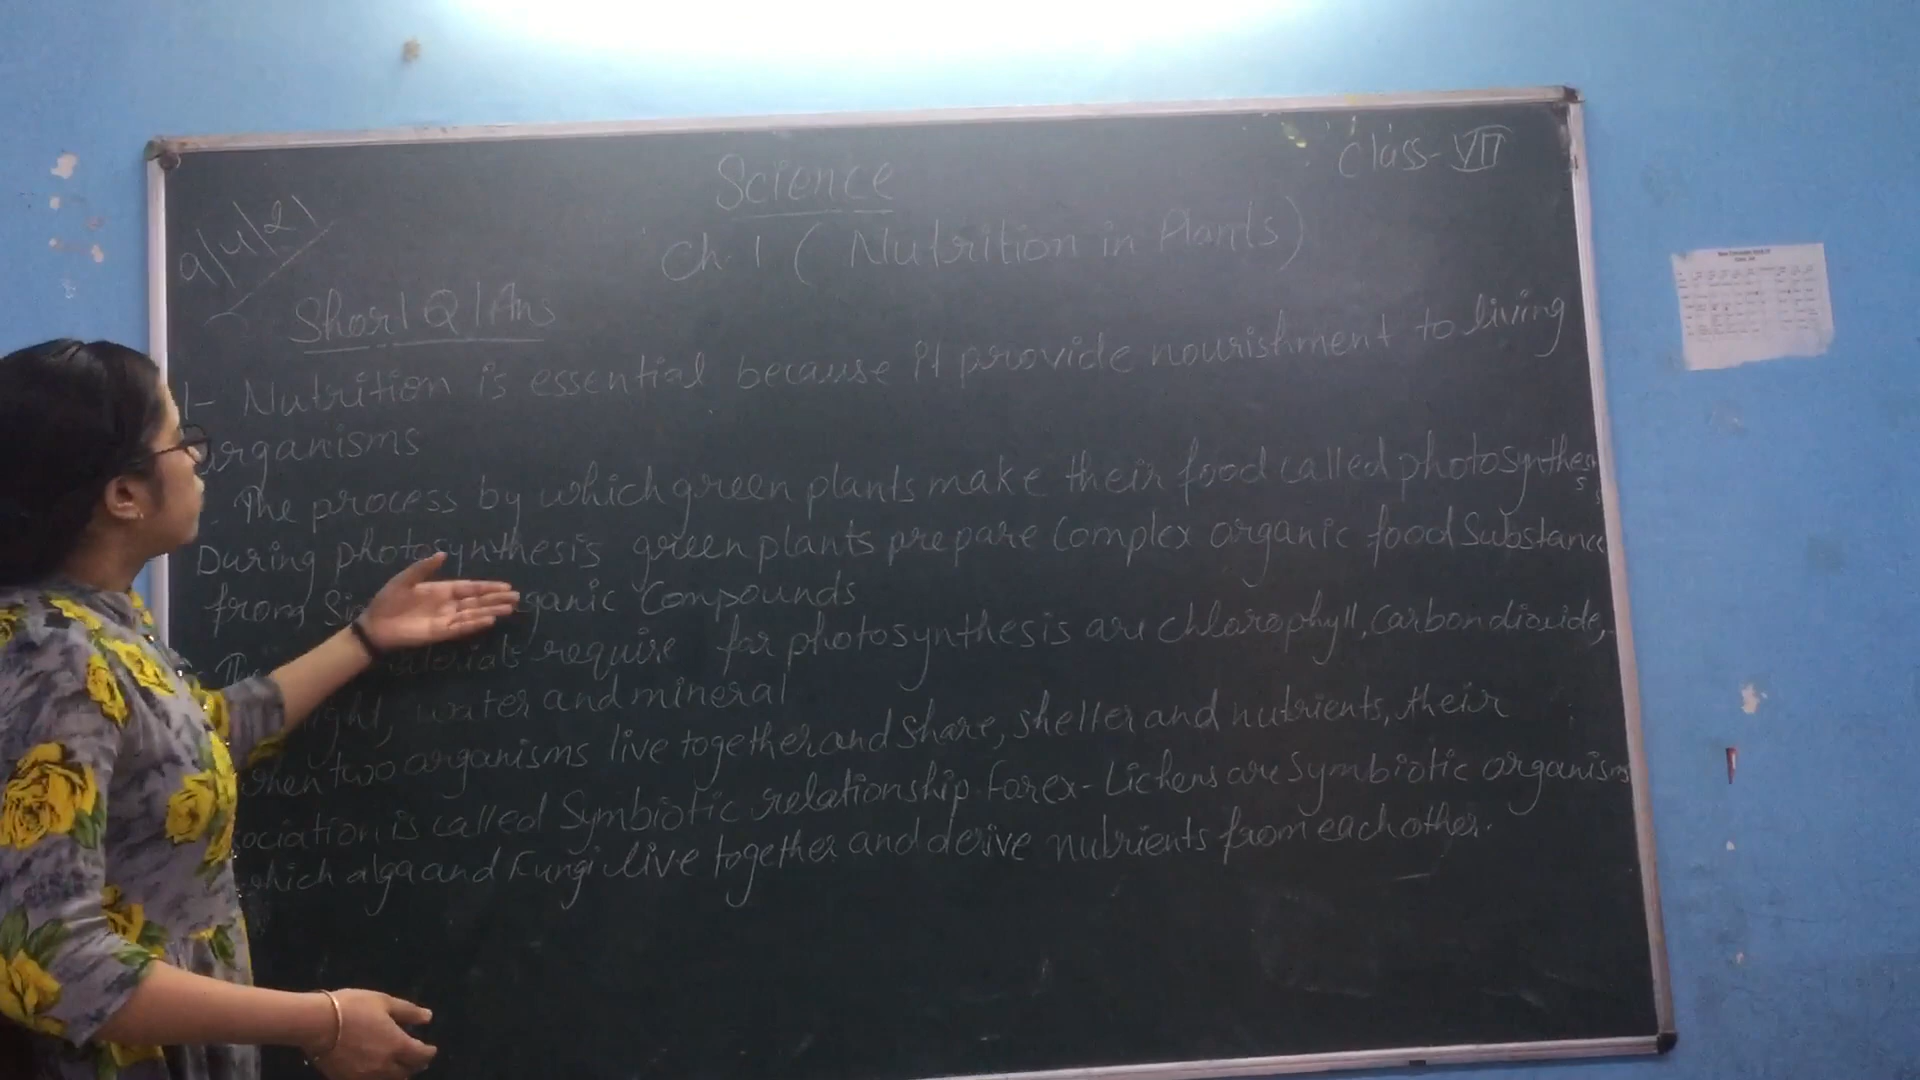 Science
Class-VII
9/4/21
Ch.1 (Nutrition in Plants)
Short Q/Ans
1- Nutrition is essential because it provide nourishment to living
organisms
The process by which green plants make their food called photosynthesis
During photosynthesis green plants prepare Complex organic food Substance
from Compounds
require for photosynthesis are chlorophyll, carbondioxide,
water and mineral
when two organisms live together and share, shelter and nutrients, their
is called Symbiotic relationship. For ex- Lichens are Symbiotic organisms
which alga and Fungi live together and derive nutrients from each other.